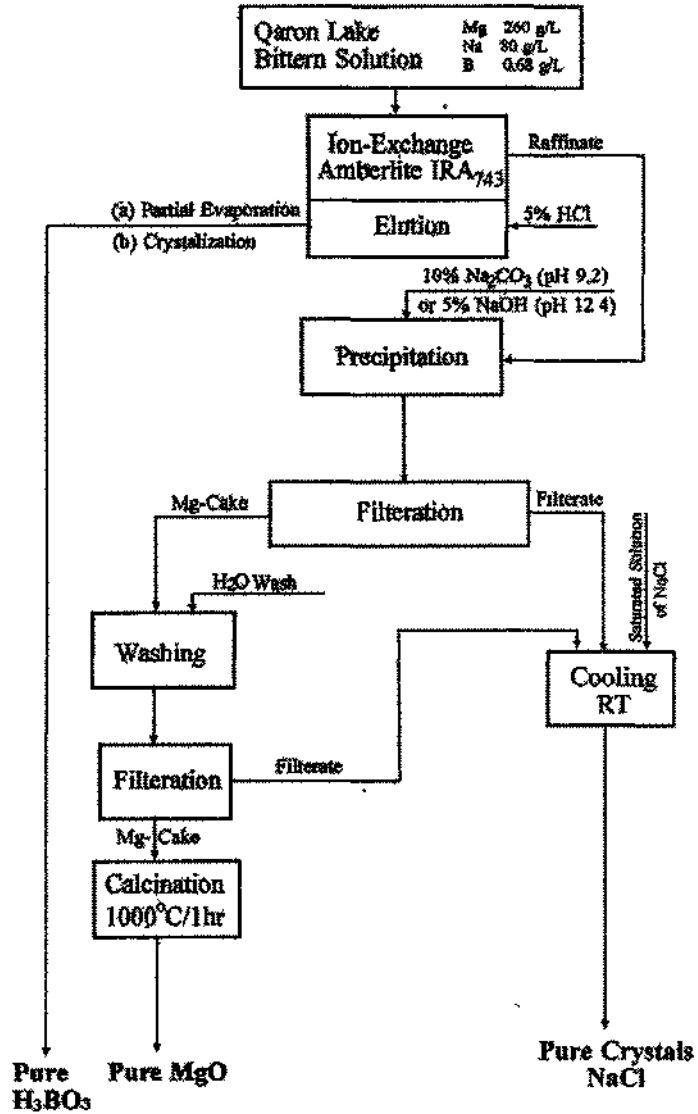 Qaron Lake
Bittern Solution
Mg 260 g/L
Na 80 g/L
B 0.68 g/L
Ion-Exchange
Amberlite IRA743
Raffinate
(a) Partial Evaporation
(b) Crystalization
Elution
5% HCl
10% Na2CO3 (pH 9.2)
or 5% NaOH (pH 12 4)
Precipitation
Mg-Cake
Filteration
Filterate
Saturated Solution
of NaCl
H2O Wash
Washing
Cooling
RT
Filteration
Filterate
Mg-Cake
Calcination
1000°C/1hr
Pure
H3BO3
Pure MgO
Pure Crystals
NaCl